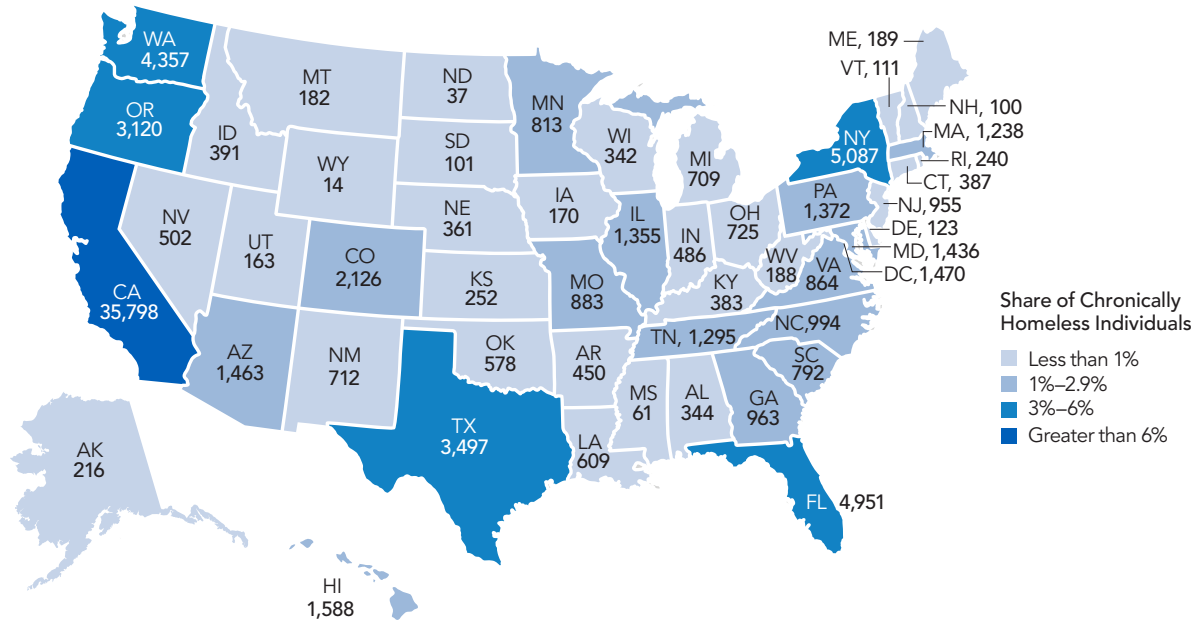 WA
4,357
OR
3,120
CA
35,798
ID
391
NV
502
MT
182
WY
14
UT
163
AZ
1,463
CO
2,126
NM
712
ND
37
SD
101
NE
361
KS
252
OK
578
TX
3,497
MN
813
IA
170
MO
883
AR
450
LA
609
WI
342
IL
1,355
MI
709
IN
486
OH
725
KY
383
TN, 1,295
MS
61
AL
344
GA
963
FL 4,951
SC
792
NC,994
VA
864
WV
188
PA
1,372
NY
5,087
ME, 189
VT, 111
NH, 100
MA, 1,238
RI, 240
CT, 387
NJ, 955
DE, 123
MD, 1,436
DC, 1,470
AK
216
HI
1,588
Share of Chronically
Homeless Individuals
Less than 1%
1%–2.9%
3%–6%
Greater than 6%